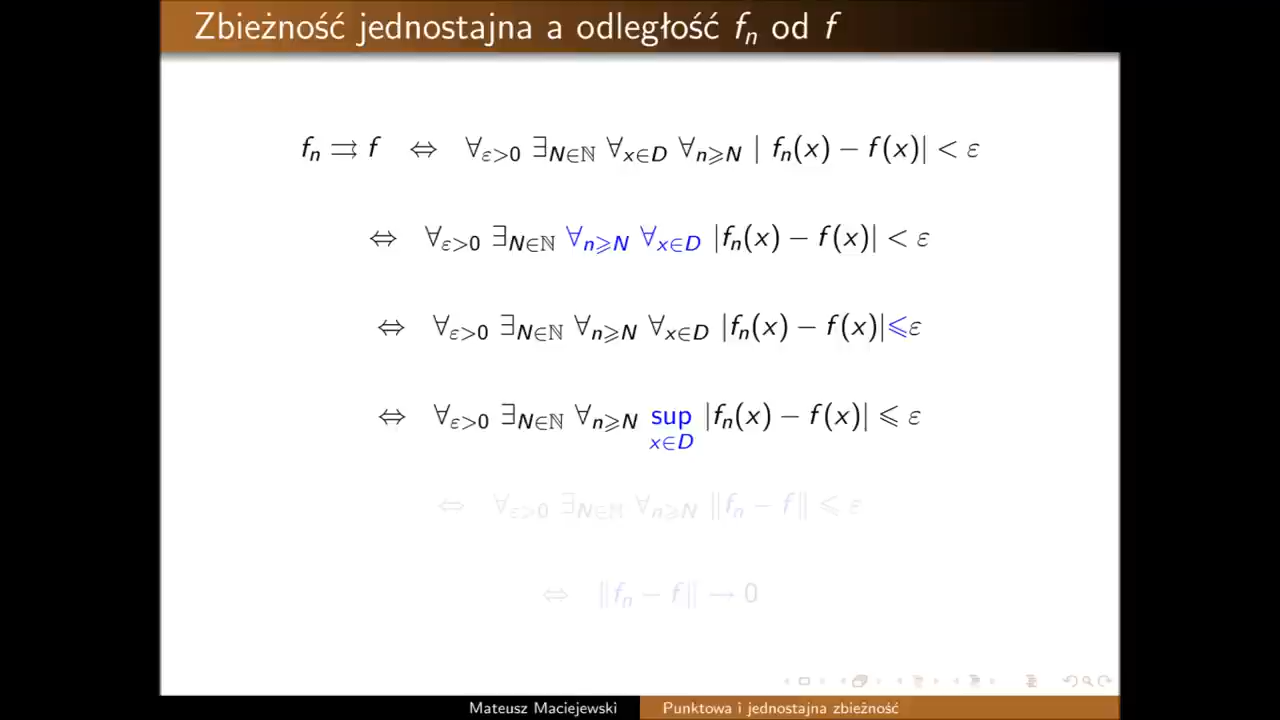 Zbieżność jednostajna a odległość fₙ od f
fₙ ⇉ f ⇔ ∀ε>0 ∃N∈ℕ ∀x∈D ∀n⩾N | fₙ(x) − f(x)| < ε
⇔ ∀ε>0 ∃N∈ℕ ∀n⩾N ∀x∈D |fₙ(x) − f(x)| < ε
⇔ ∀ε>0 ∃N∈ℕ ∀n⩾N ∀x∈D |fₙ(x) − f(x)|⩽ε
⇔ ∀ε>0 ∃N∈ℕ ∀n⩾N sup x∈D |fₙ(x) − f(x)| ⩽ ε
⇔ ∀ε>0 ∃N∈ℕ ∀n⩾N ‖fₙ − f‖ ⩽ ε
⇔ ‖fₙ − f‖ → 0
Mateusz Maciejewski
Punktowa i jednostajna zbieżność